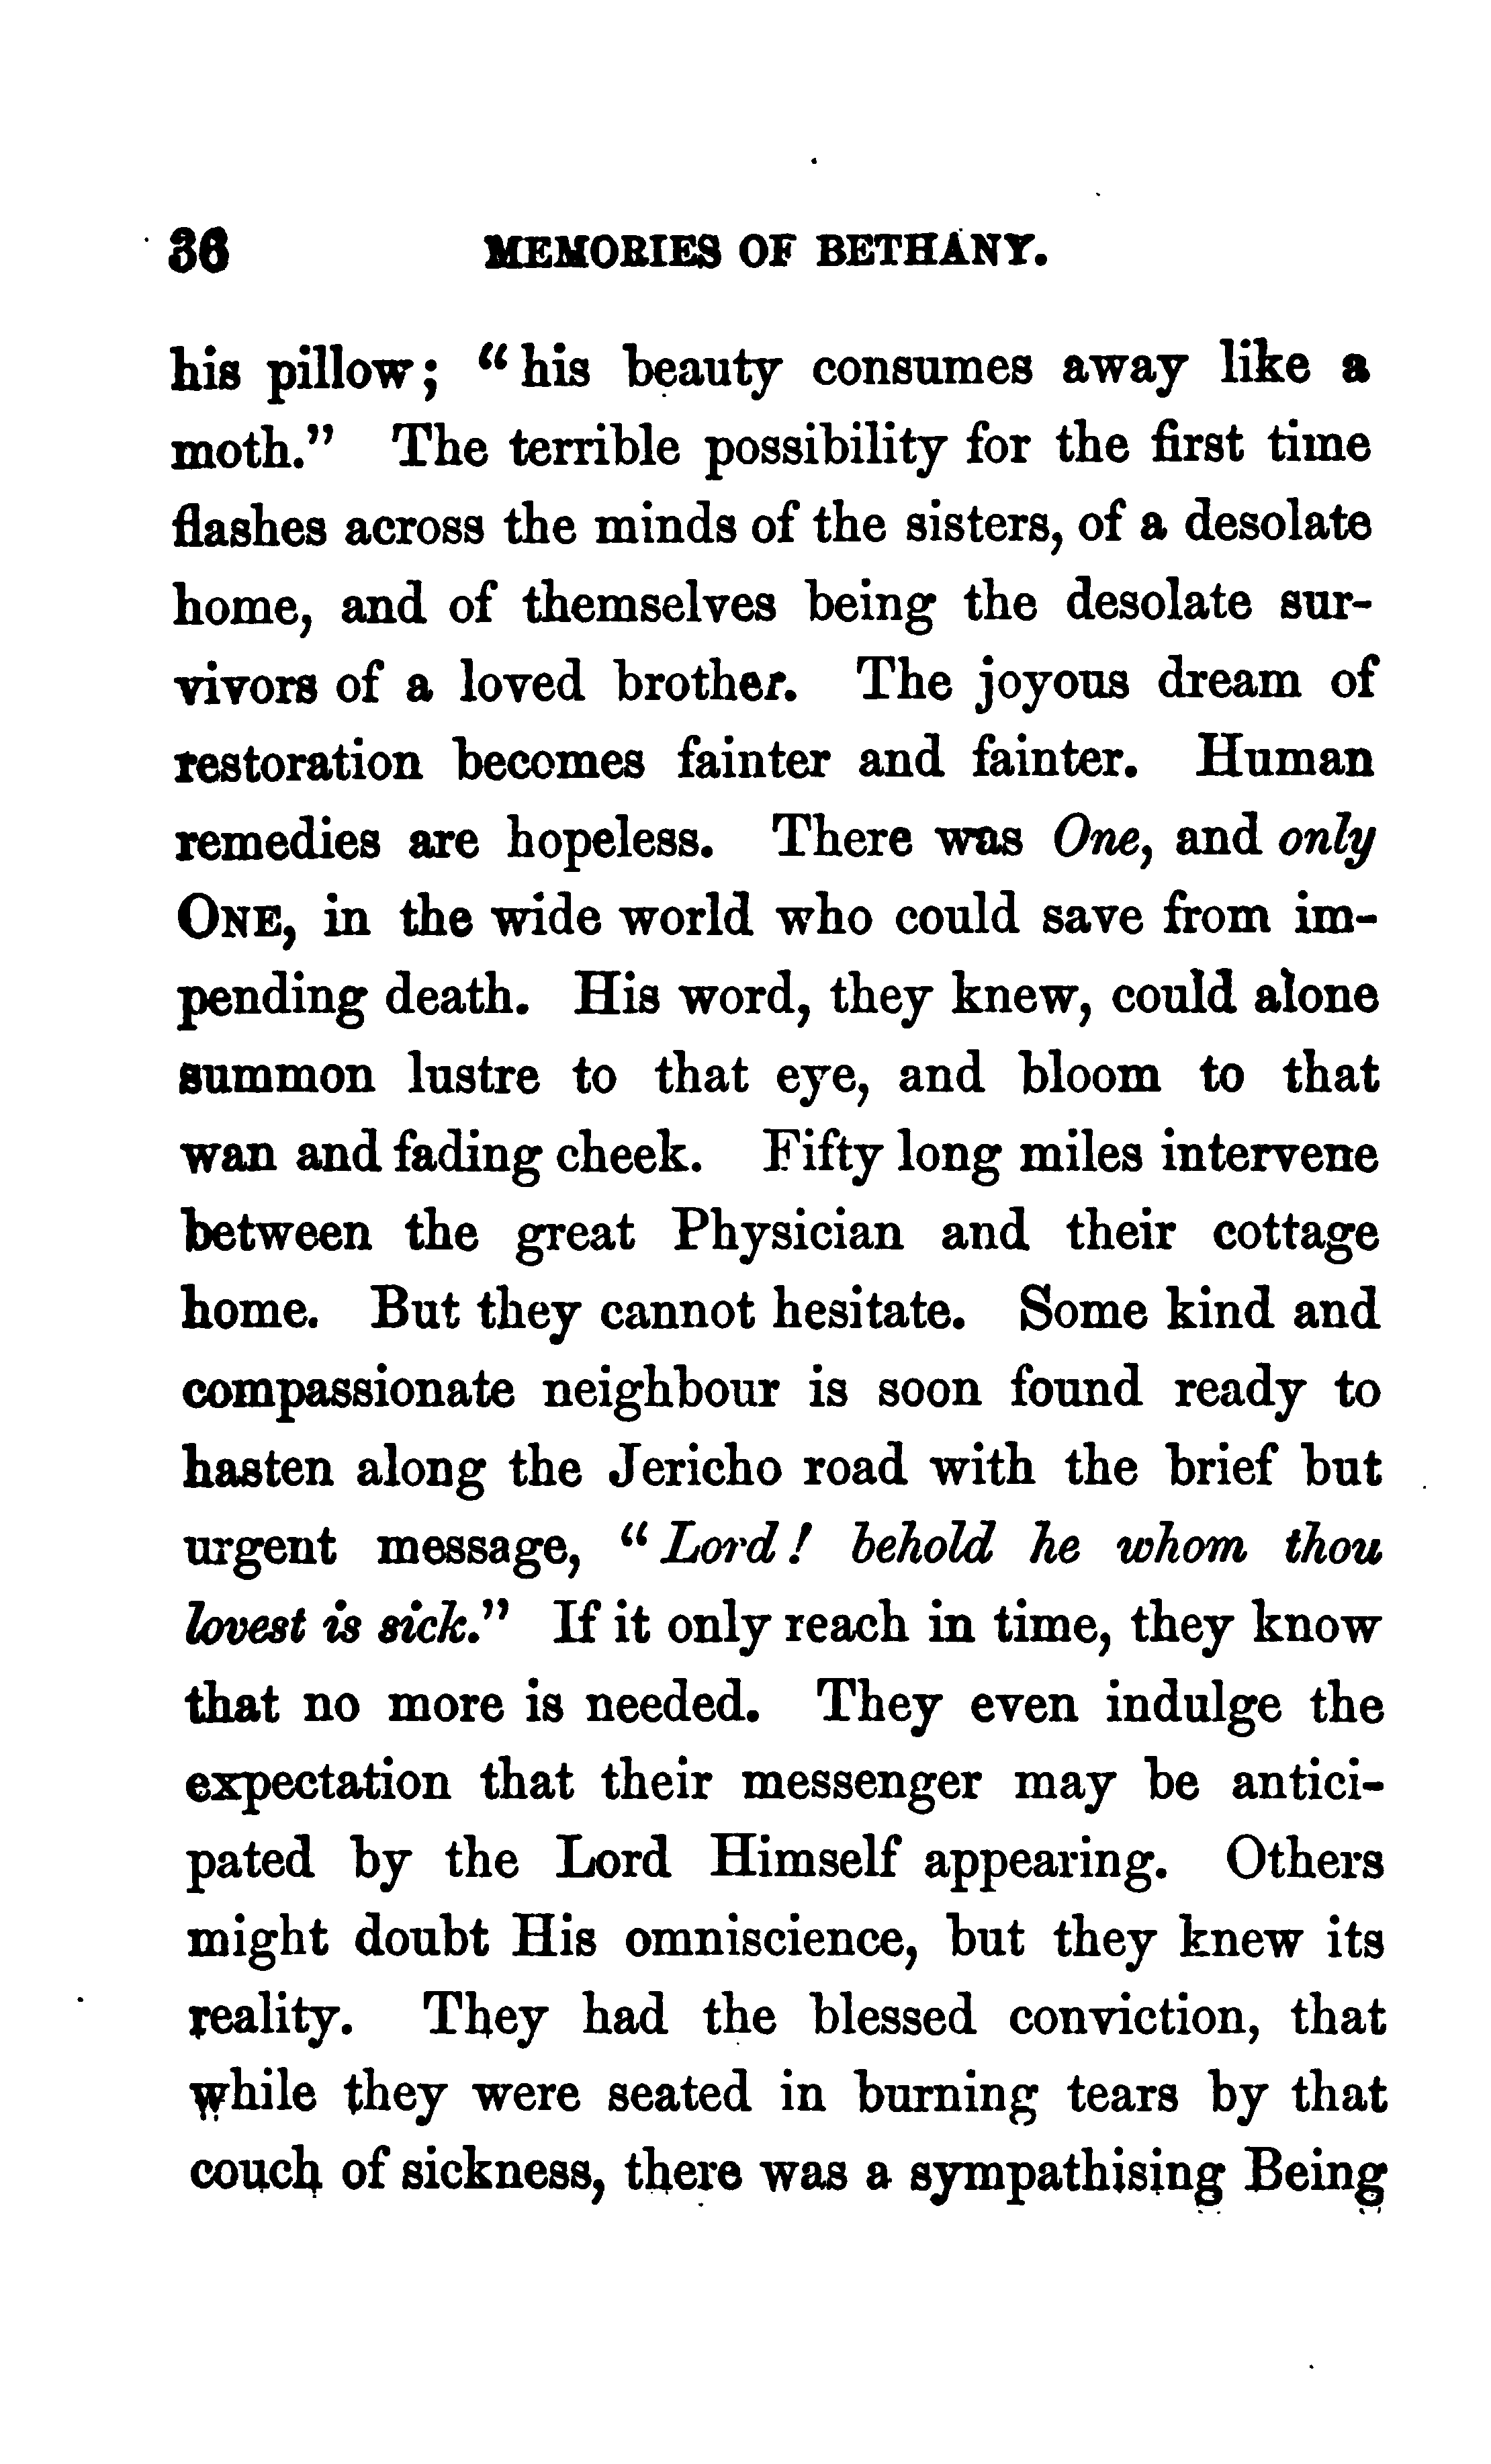 36 MEMORIES OF BETHANY.
his pillow; "his beauty consumes away like a
moth." The terrible possibility for the first time
flashes across the minds of the sisters, of a desolate
home, and of themselves being the desolate sur-
vivors of a loved brother. The joyous dream of
restoration becomes fainter and fainter. Human
remedies are hopeless. There was One, and only
ONE, in the wide world who could save from im-
pending death. His word, they knew, could alone
summon lustre to that eye, and bloom to that
wan and fading cheek. Fifty long miles intervene
between the great Physician and their cottage
home. But they cannot hesitate. Some kind and
compassionate neighbour is soon found ready to
hasten along the Jericho road with the brief but
urgent message, "Lord! behold he whom thou
lovest is sick." If it only reach in time, they know
that no more is needed. They even indulge the
expectation that their messenger may be antici-
pated by the Lord Himself appearing. Others
might doubt His omniscience, but they knew its
reality. They had the blessed conviction, that
while they were seated in burning tears by that
couch of sickness, there was a sympathising Being